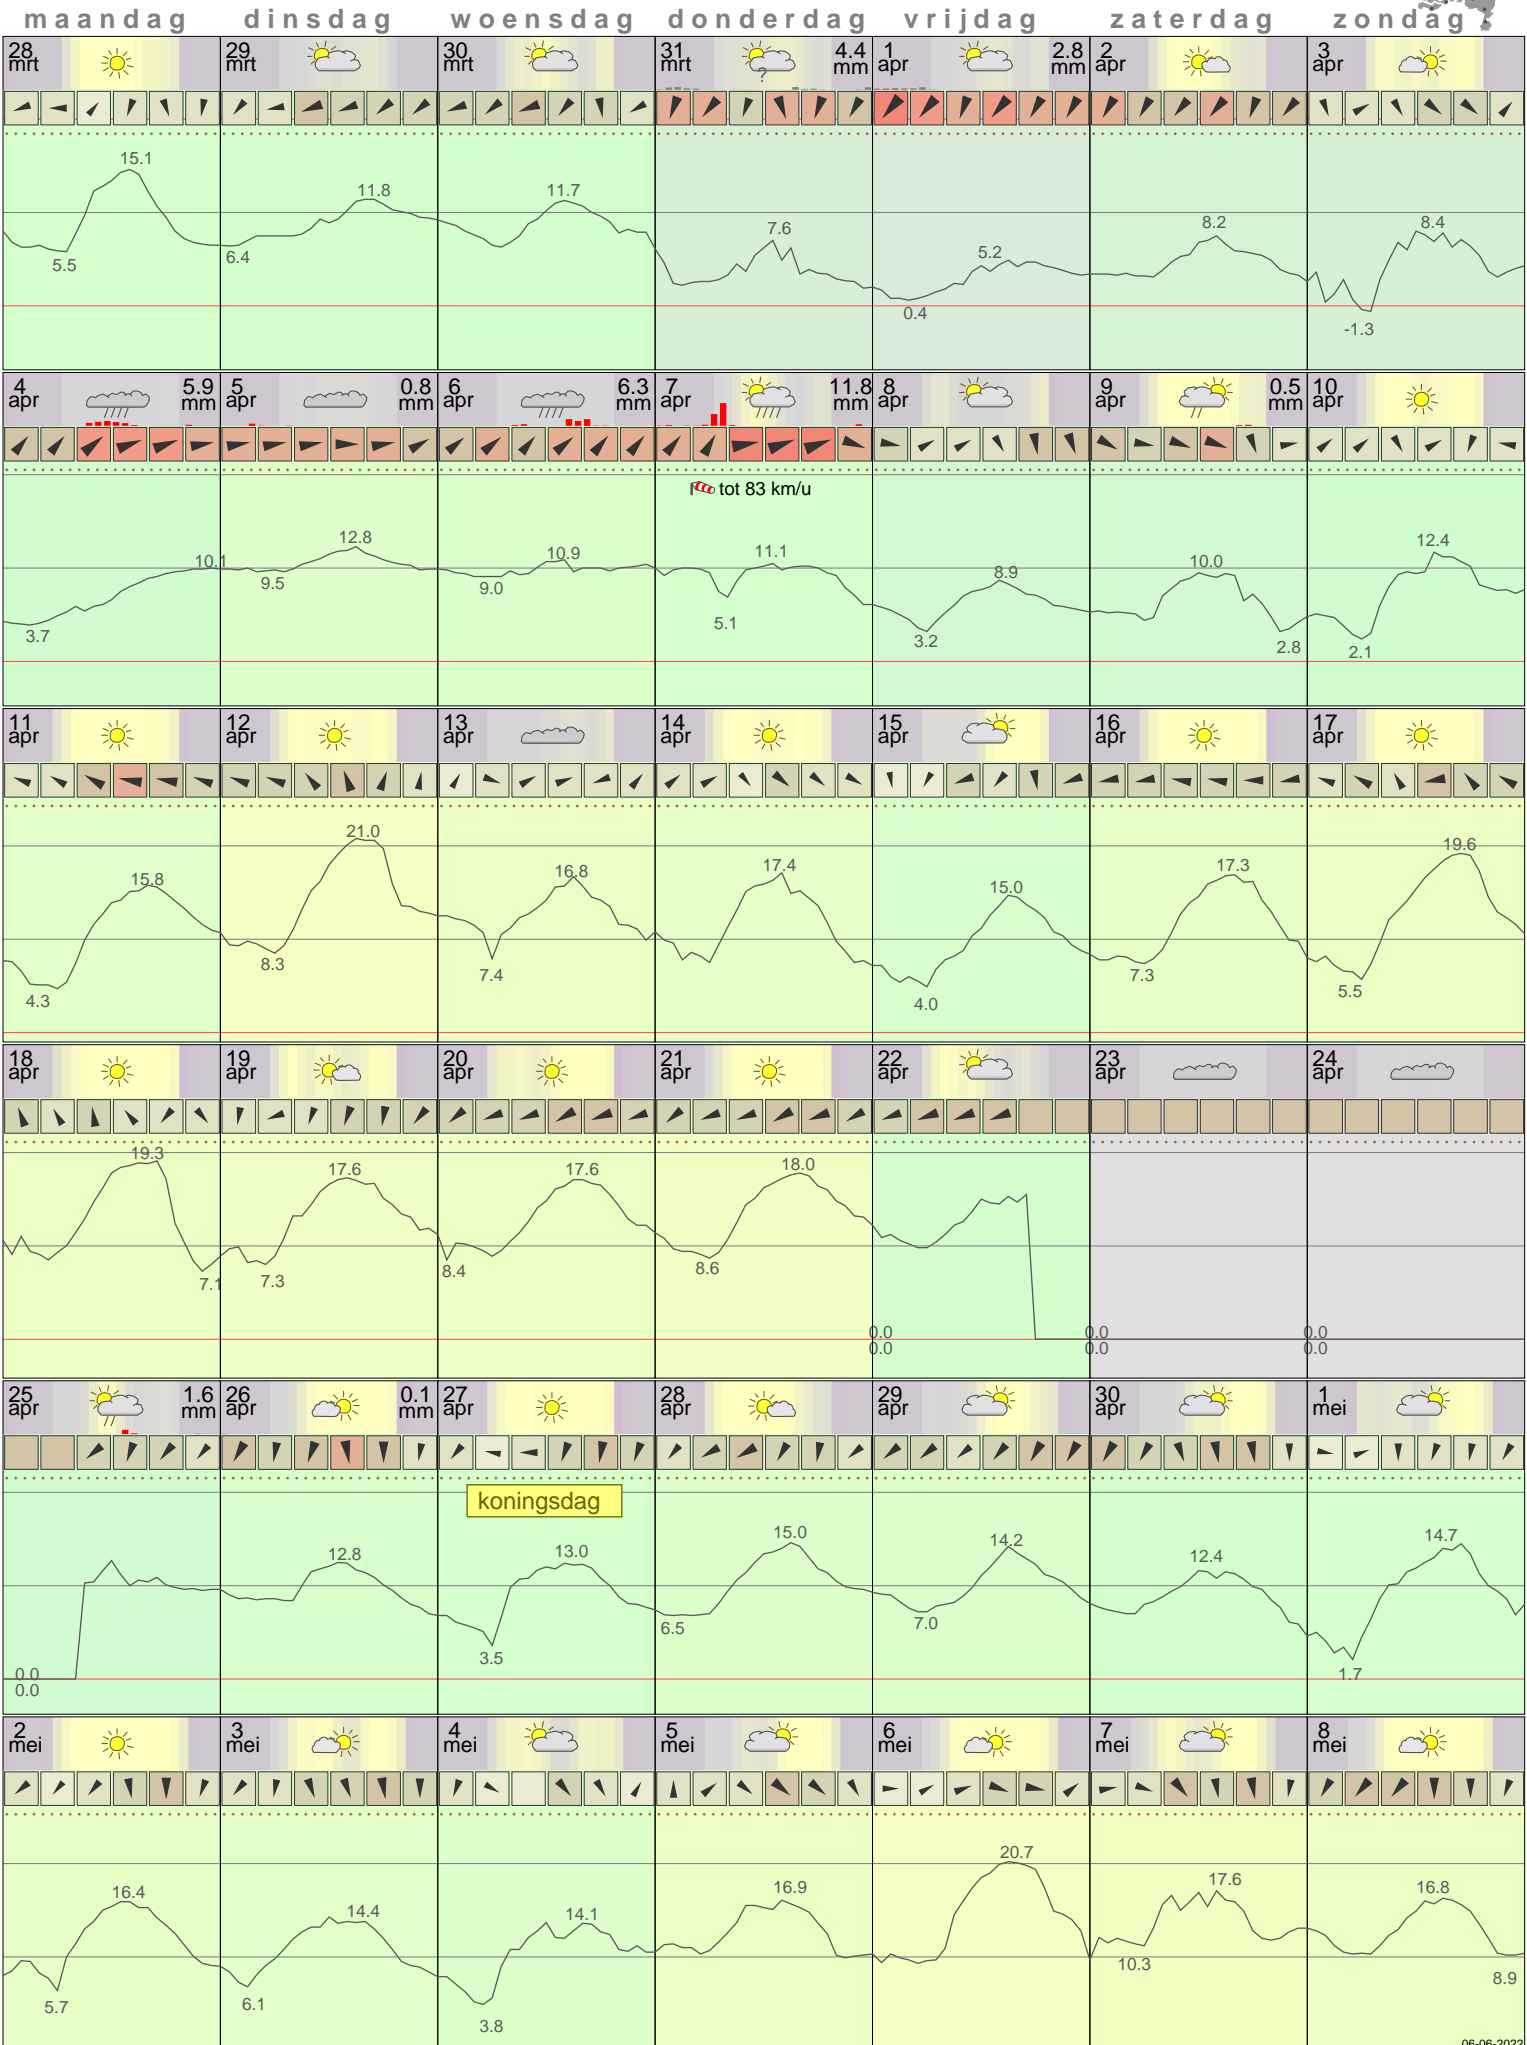 maandag dinsdag woensdag donderdag vrijdag zaterdag zondag
28 29 30 31 4.4 1 2.8 2 3
mrt mrt mrt mrt ? mm apr mm apr apr
15.1 11.8 11.7 7.6 5.2 8.2 8.4
5.5 6.4 0.4 -1.3
4 5.9 5 0.8 6 6.3 7 11.8 8 9 0.5 10
apr mm apr mm apr mm apr mm apr apr mm apr
tot 83 km/u
10.1 12.8 10.9 11.1 8.9 10.0 12.4
3.7 9.5 9.0 5.1 3.2 2.8 2.1
11 12 13 14 15 16 17
apr apr apr apr apr apr apr
15.8 21.0 16.8 17.4 15.0 17.3 19.6
4.3 8.3 7.4 4.0 7.3 5.5
18 19 20 21 22 23 24
apr apr apr apr apr apr apr
19.3 17.6 17.6 18.0
7.1 7.3 8.4 8.6
0.0 0.0 0.0
0.0 0.0 0.0
25 1.6 26 0.1 27 28 29 30 1
apr mm apr mm apr apr apr apr mei
koningsdag
12.8 13.0 15.0 14.2 12.4 14.7
3.5 6.5 7.0 1.7
0.0
0.0
2 3 4 5 6 7 8
mei mei mei mei mei mei mei
16.4 14.4 14.1 16.9 20.7 17.6 16.8
5.7 6.1 3.8 10.3 8.9
06-06-2022